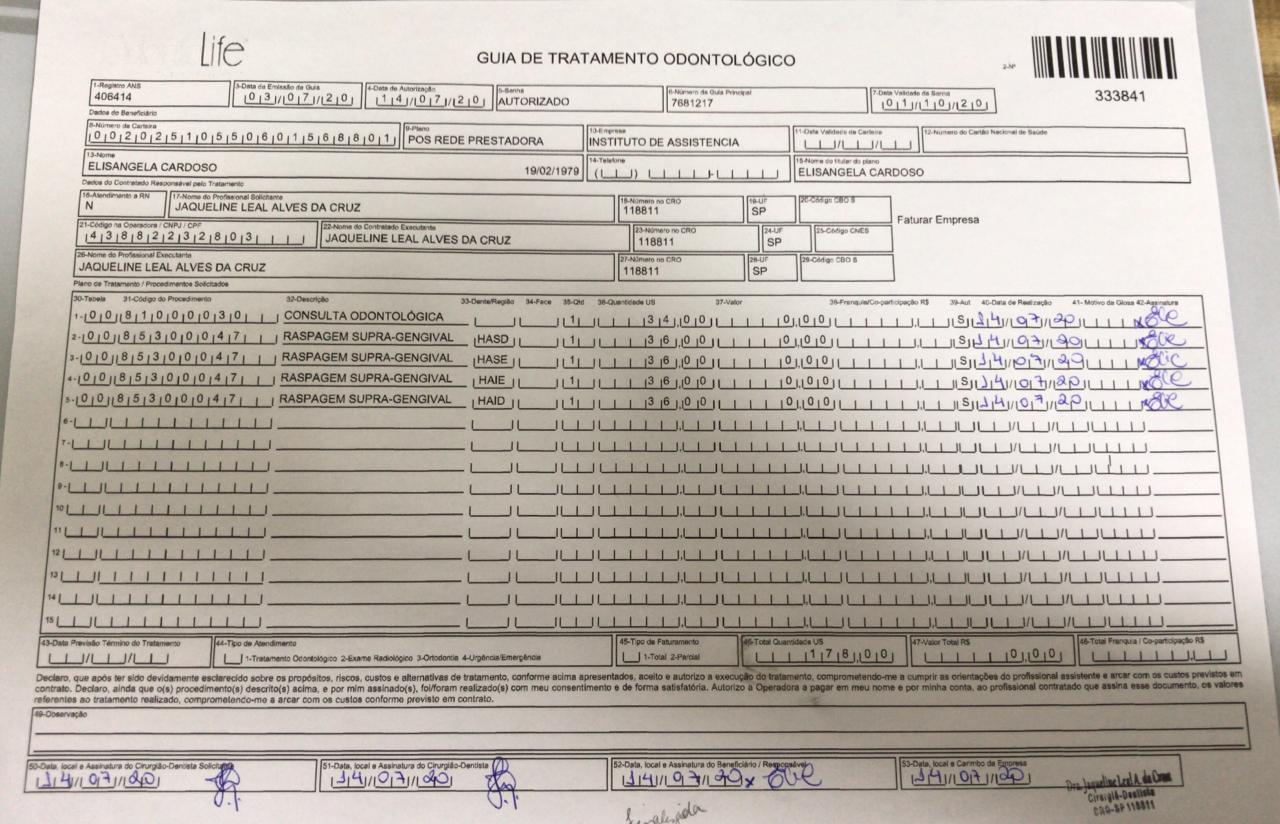 Life
GUIA DE TRATAMENTO ODONTOLÓGICO
2-Nº
333841
1-Registro ANS 3-Data da Emissão da Guia 4-Data de Autorização 5-Senha 6-Número da Guia Principal 7-Data Validade da Senha
406414 03/07/20 14/07/20 AUTORIZADO 7681217 01/10/20
Dados do Beneficiário
8-Número da Carteira 9-Plano 10-Empresa 11-Data Validade da Carteira 12-Número do Cartão Nacional de Saúde
00202510550601568801 POS REDE PRESTADORA INSTITUTO DE ASSISTENCIA
13-Nome 14-Telefone 15-Nome do titular do plano
ELISANGELA CARDOSO 19/02/1979 ELISANGELA CARDOSO
Dados do Contratado Responsável pelo Tratamento
16-Atendimento a RN 17-Nome do Profissional Solicitante 18-Número no CRO 19-UF 20-Código CBO S
N JAQUELINE LEAL ALVES DA CRUZ 118811 SP
Faturar Empresa
21-Código na Operadora / CNPJ / CPF 22-Nome do Contratado Executante 23-Número no CRO 24-UF 25-Código CNES
43882232803 JAQUELINE LEAL ALVES DA CRUZ 118811 SP
26-Nome do Profissional Executante 27-Número no CRO 28-UF 29-Código CBO S
JAQUELINE LEAL ALVES DA CRUZ 118811 SP
Plano de Tratamento / Procedimentos Solicitados
30-Tabela 31-Código do Procedimento 32-Descrição 33-Dente/Região 34-Face 35-Qtd 36-Quantidade US 37-Valor 38-Franquia/Co-participação R$ 39-Aut 40-Data de Realização 41- Motivo da Glosa 42-Assinatura
1- 00 81000030 CONSULTA ODONTOLÓGICA 1 34,00 0,00 S 14/07/20
2- 00 85300047 RASPAGEM SUPRA-GENGIVAL HASD 1 36,00 0,00 S 14/07/20
3- 00 85300047 RASPAGEM SUPRA-GENGIVAL HASE 1 36,00 0,00 S 14/07/20
4- 00 85300047 RASPAGEM SUPRA-GENGIVAL HAIE 1 36,00 0,00 S 14/07/20
5- 00 85300047 RASPAGEM SUPRA-GENGIVAL HAID 1 36,00 0,00 S 14/07/20
6-
7-
8-
9-
10
11
12
13
14
15
43-Data Previsão Término do Tratamento 44-Tipo de Atendimento 45-Tipo de Faturamento 46-Total Quantidade US 47-Valor Total R$ 48-Total Franquia / Co-participação R$
1-Tratamento Odontológico 2-Exame Radiológico 3-Ortodontia 4-Urgência/Emergência 1-Total 2-Parcial 178,00 0,00
Declaro, que após ter sido devidamente esclarecido sobre os propósitos, riscos, custos e alternativas de tratamento, conforme acima apresentados, aceito e autorizo a execução do tratamento, comprometendo-me a cumprir as orientações do profissional assistente e arcar com os custos previstos em
contrato. Declaro, ainda que o(s) procedimento(s) descrito(s) acima, e por mim assinado(s), foi/foram realizado(s) com meu consentimento e de forma satisfatória. Autorizo a Operadora a pagar em meu nome e por minha conta, ao profissional contratado que assina esse documento, os valores
referentes ao tratamento realizado, comprometendo-me a arcar com os custos conforme previsto em contrato.
49-Observação
50-Data, local e Assinatura do Cirurgião-Dentista Solicitante 51-Data, local e Assinatura do Cirurgião-Dentista 52-Data, local e Assinatura do Beneficiário / Responsável 53-Data, local e Carimbo da Empresa
14/07/20 14/07/20 14/07/20 14/07/20
Dra. Jaqueline Leal A. da Cruz
Cirurgiã-Dentista
CRO-SP 118811